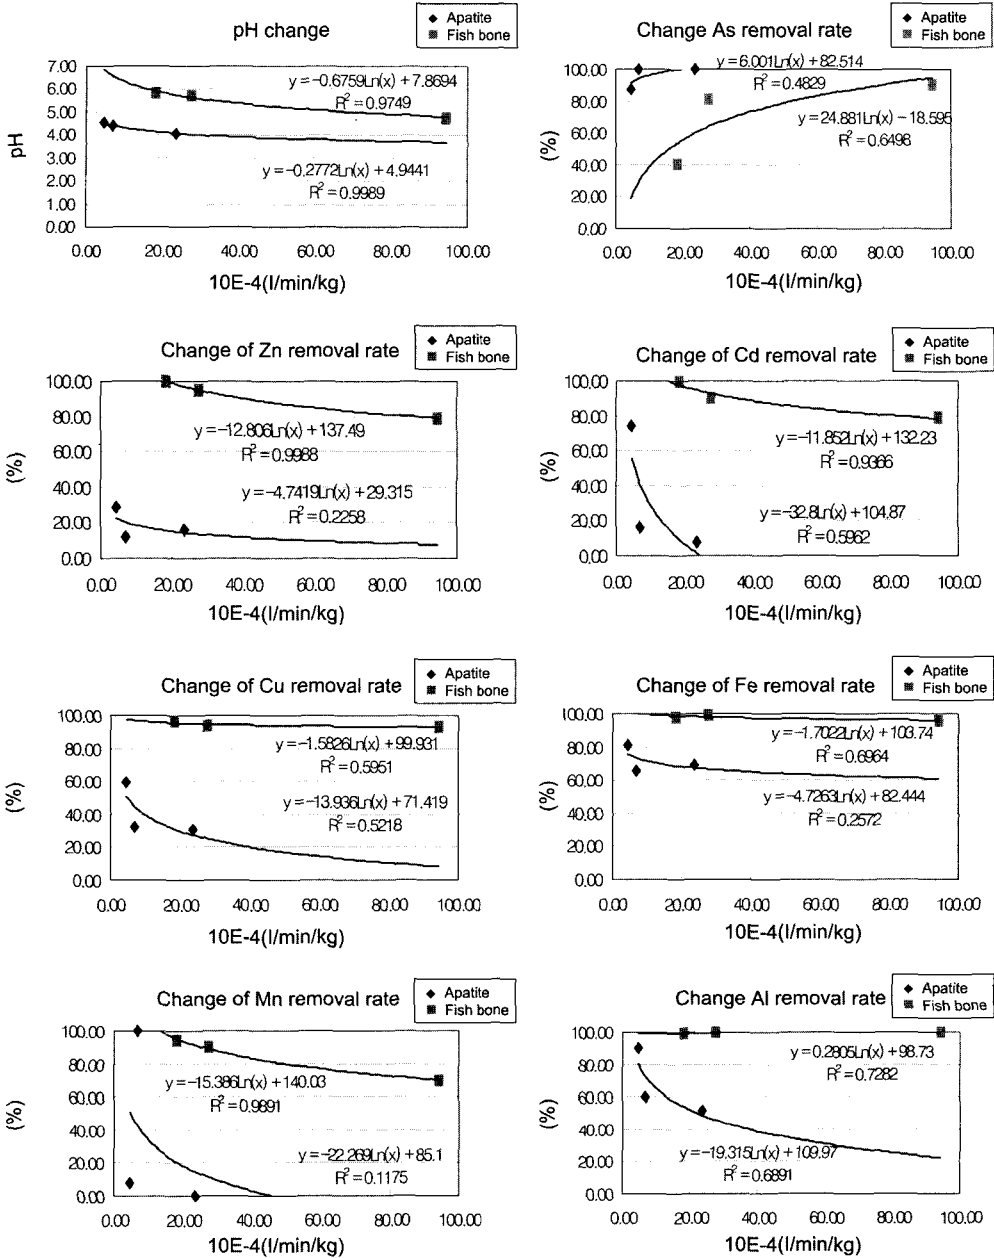 pH change
Apatite
Fish bone
7.00
6.00
5.00
4.00
3.00
2.00
1.00
0.00
pH
y=-0.6759Ln(x)+7.8694
R²=0.9749
y=-0.2772Ln(x)+4.9441
R²=0.9989
0.00 20.00 40.00 60.00 80.00 100.00
10E-4(l/min/kg)
Change As removal rate
Apatite
Fish bone
100.00
80.00
60.00
40.00
20.00
0.00
(%)
y=6.001Ln(x)+82.514
R²=0.4829
y=24.881Ln(x)-18.595
R²=0.6498
0.00 20.00 40.00 60.00 80.00 100.00
10E-4(l/min/kg)
Change of Zn removal rate
Apatite
Fish bone
100.00
80.00
60.00
40.00
20.00
0.00
(%)
y=-12.806Ln(x)+137.49
R²=0.9988
y=-4.7419Ln(x)+29.315
R²=0.2258
0.00 20.00 40.00 60.00 80.00 100.00
10E-4(l/min/kg)
Change of Cd removal rate
Apatite
Fish bone
100.00
80.00
60.00
40.00
20.00
0.00
(%)
y=-11.852Ln(x)+132.23
R²=0.9366
y=-32.8Ln(x)+104.87
R²=0.5962
0.00 20.00 40.00 60.00 80.00 100.00
10E-4(l/min/kg)
Change of Cu removal rate
Apatite
Fish bone
100.00
80.00
60.00
40.00
20.00
0.00
(%)
y=-1.5826Ln(x)+99.931
R²=0.5951
y=-13.936Ln(x)+71.419
R²=0.5218
0.00 20.00 40.00 60.00 80.00 100.00
10E-4(l/min/kg)
Change of Fe removal rate
Apatite
Fish bone
100.00
80.00
60.00
40.00
20.00
0.00
(%)
y=-1.7022Ln(x)+103.74
R²=0.6964
y=-4.7263Ln(x)+82.444
R²=0.2572
0.00 20.00 40.00 60.00 80.00 100.00
10E-4(l/min/kg)
Change of Mn removal rate
Apatite
Fish bone
100.00
80.00
60.00
40.00
20.00
0.00
(%)
y=-15.386Ln(x)+140.03
R²=0.9891
y=-22.269Ln(x)+85.1
R²=0.1175
0.00 20.00 40.00 60.00 80.00 100.00
10E-4(l/min/kg)
Change Al removal rate
Apatite
Fish bone
100.00
80.00
60.00
40.00
20.00
0.00
(%)
y=0.2805Ln(x)+98.73
R²=0.7282
y=-19.315Ln(x)+109.97
R²=0.6891
0.00 20.00 40.00 60.00 80.00 100.00
10E-4(l/min/kg)